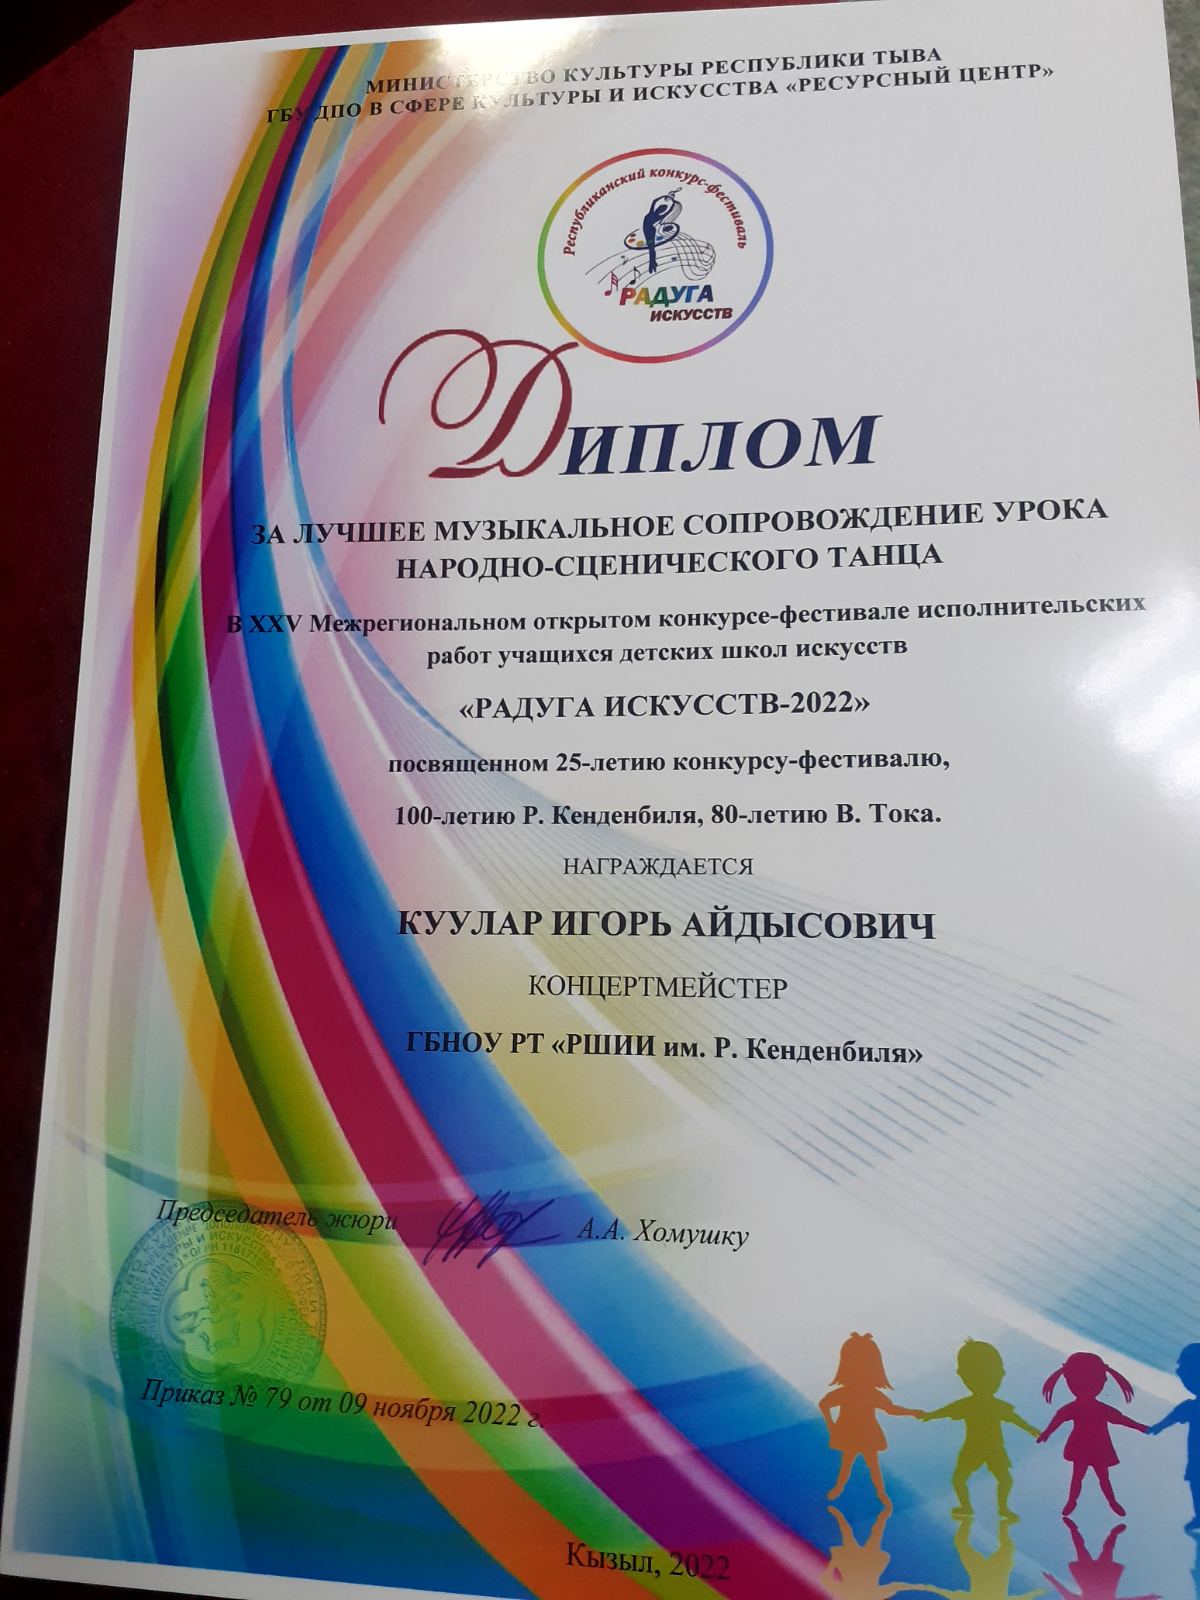 МИНИСТЕРСТВО КУЛЬТУРЫ РЕСПУБЛИКИ ТЫВА
ГБУ ДПО В СФЕРЕ КУЛЬТУРЫ И ИСКУССТВА «РЕСУРСНЫЙ ЦЕНТР»
Республиканский конкурс-фестиваль
РАДУГА
ИСКУССТВ
Диплом
ЗА ЛУЧШЕЕ МУЗЫКАЛЬНОЕ СОПРОВОЖДЕНИЕ УРОКА
НАРОДНО-СЦЕНИЧЕСКОГО ТАНЦА
В XXV Межрегиональном открытом конкурсе-фестивале исполнительских
работ учащихся детских школ искусств
«РАДУГА ИСКУССТВ-2022»
посвященном 25-летию конкурсу-фестивалю,
100-летию Р. Кенденбиля, 80-летию В. Тока.
НАГРАЖДАЕТСЯ
КУУЛАР ИГОРЬ АЙДЫСОВИЧ
КОНЦЕРТМЕЙСТЕР
ГБНОУ РТ «РШИИ им. Р. Кенденбиля»
Председатель жюри А.А. Хомушку
Приказ № 79 от 09 ноября 2022 г.
Кызыл, 2022